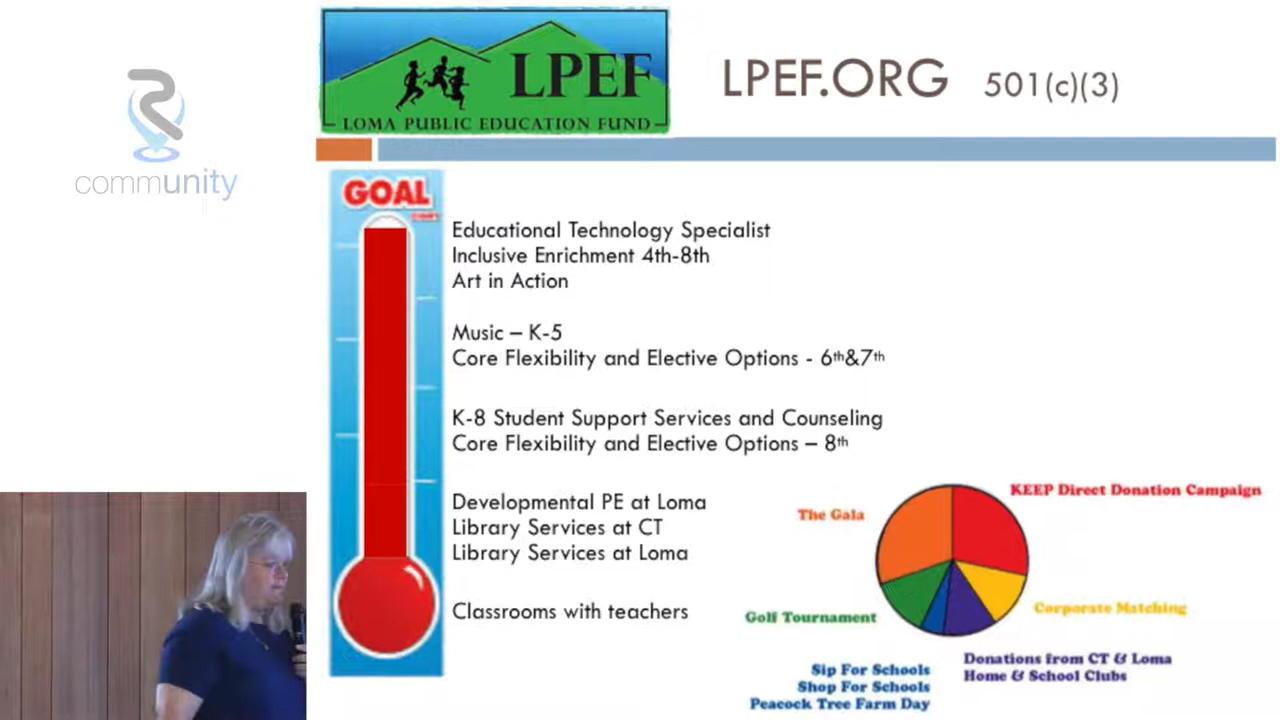 LPEF
LOMA PUBLIC EDUCATION FUND
LPEF.ORG 501(c)(3)
commUNITY
GOAL
Educational Technology Specialist
Inclusive Enrichment 4th-8th
Art in Action
Music – K-5
Core Flexibility and Elective Options - 6th&7th
K-8 Student Support Services and Counseling
Core Flexibility and Elective Options – 8th
Developmental PE at Loma
Library Services at CT
Library Services at Loma
Classrooms with teachers
KEEP Direct Donation Campaign
The Gala
Corporate Matching
Golf Tournament
Donations from CT & Loma
Home & School Clubs
Sip For Schools
Shop For Schools
Peacock Tree Farm Day